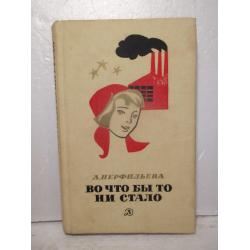 А. ПЕРФИЛЬЕВА
ВО ЧТО БЫ ТО
НИ СТАЛО